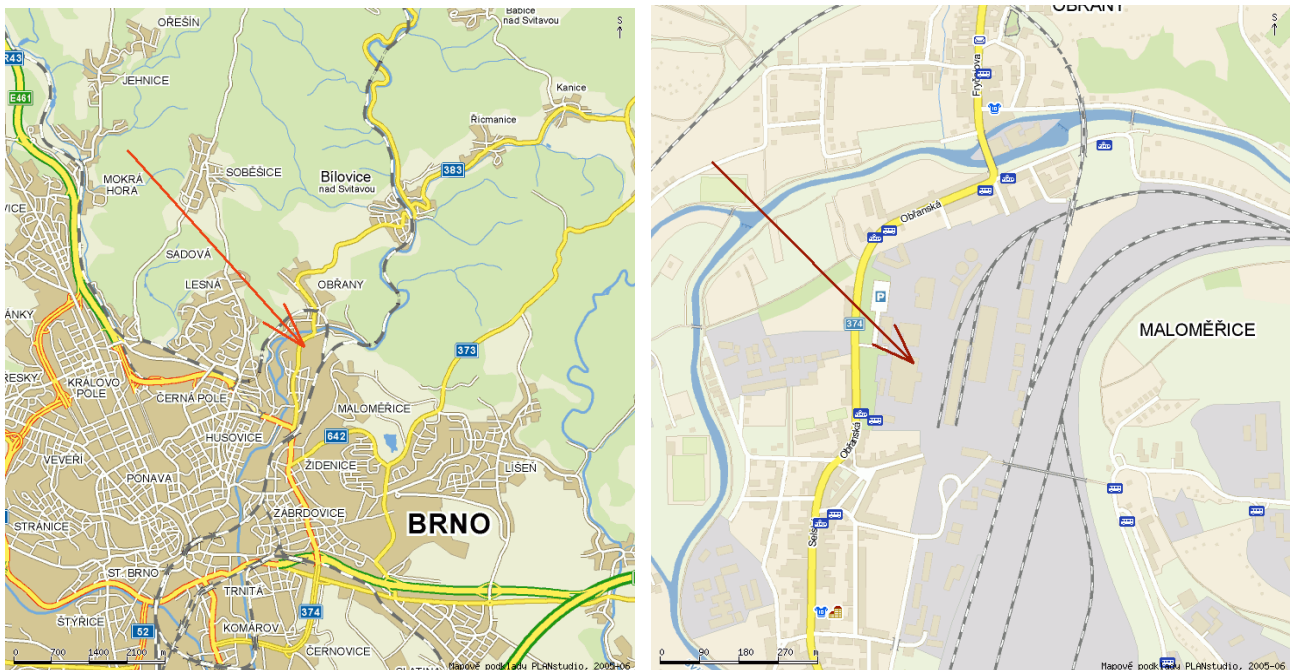 OŘEŠÍN
Babice
nad Svitavou
S
R43
383
JEHNICE
E461
Kanice
Řícmanice
MOKRÁ
HORA
SOBĚŠICE
Bílovice
nad Svitavou
383
VICE
SADOVÁ
LESNÁ
OBŘANY
ÁNKY
373
RESKY
KRÁLOVO
POLE
ČERNÁ POLE
MALOMĚŘICE
HUSOVICE
642
VEVEŘÍ
ŽIDENICE
LÍŠEŇ
PONAVA
ZÁBRDOVICE
BRNO
STRÁNICE
ST. BRNO
TRNITÁ
ŠTÝŘICE
374
52
KOMÁROV
ČERNOVICE
SLATINA
0 700 1400 2100 m
Mapové podklady PLANstudio, 2005-06
OBŘANY
S
Fryčajova
Obřanská
P
374
MALOMĚŘICE
Obřanská
Selská
0 90 180 270 m
Mapové podklady PLANstudio, 2005-06